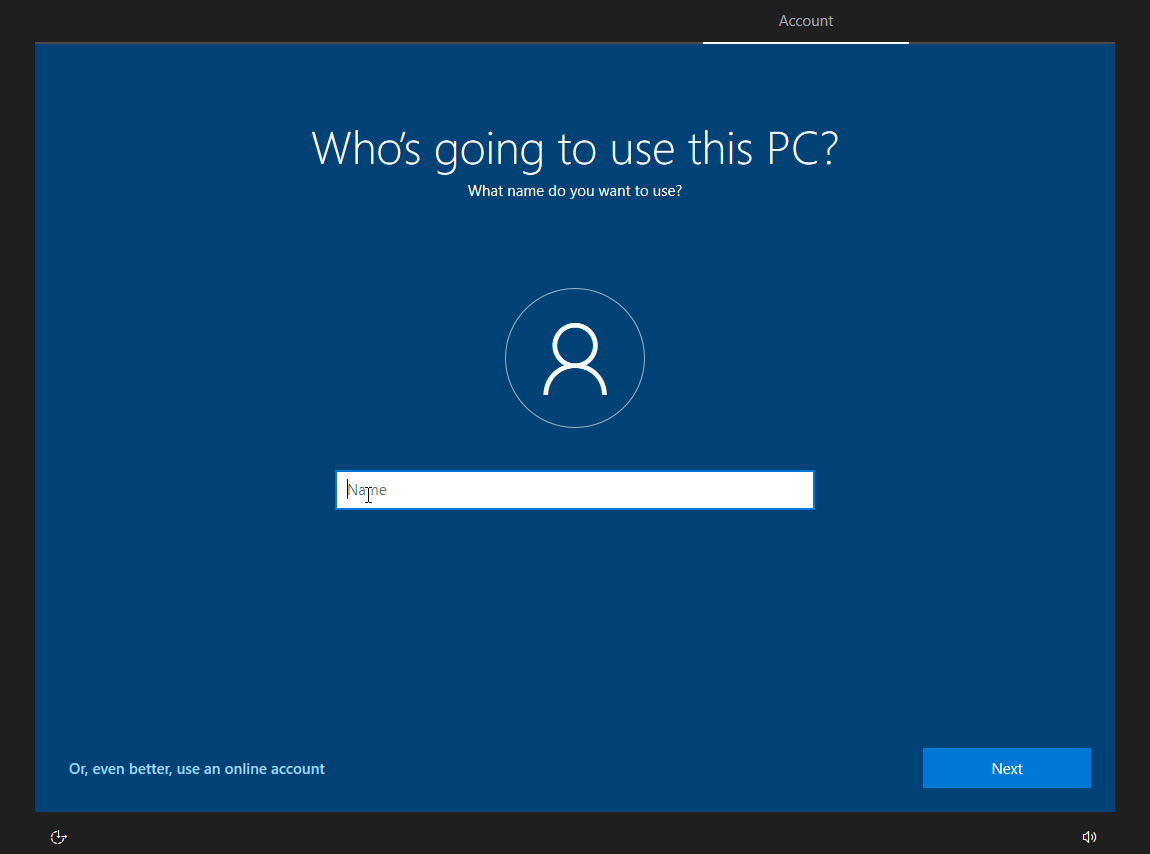 Account
Who's going to use this PC?
What name do you want to use?
Name
Or, even better, use an online account
Next